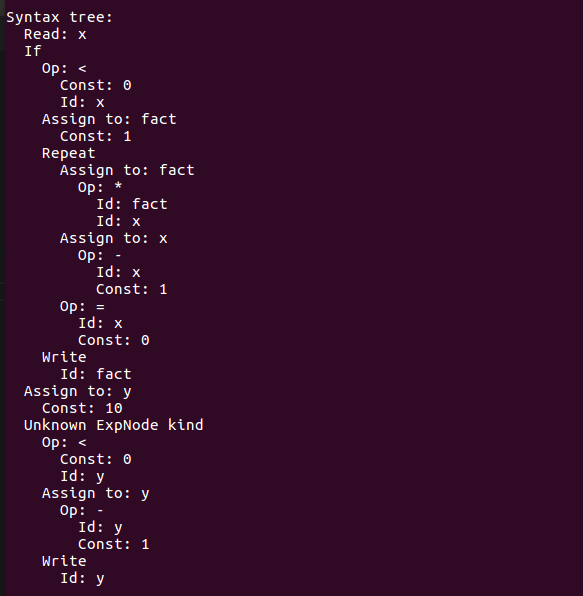 Syntax tree:
  Read: x
  If
    Op: <
      Const: 0
      Id: x
    Assign to: fact
      Const: 1
    Repeat
      Assign to: fact
        Op: *
          Id: fact
          Id: x
      Assign to: x
        Op: -
          Id: x
          Const: 1
      Op: =
        Id: x
        Const: 0
    Write
      Id: fact
  Assign to: y
    Const: 10
  Unknown ExpNode kind
    Op: <
      Const: 0
      Id: y
    Assign to: y
      Op: -
        Id: y
        Const: 1
    Write
      Id: y